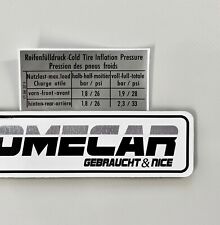 Reifenfülldruck-Cold Tire Inflation Pressure
Pression des pneus froids
Nutzlast-max.load halb-half-moitier voll-full-totale
Charge utile bar / psi bar / psi
vorn-front-avant 1,8 / 26 1,9 / 28
hinten-rear-arrière 1,8 / 26 2,3 / 33
OMECAR
GEBRAUCHT & NICE